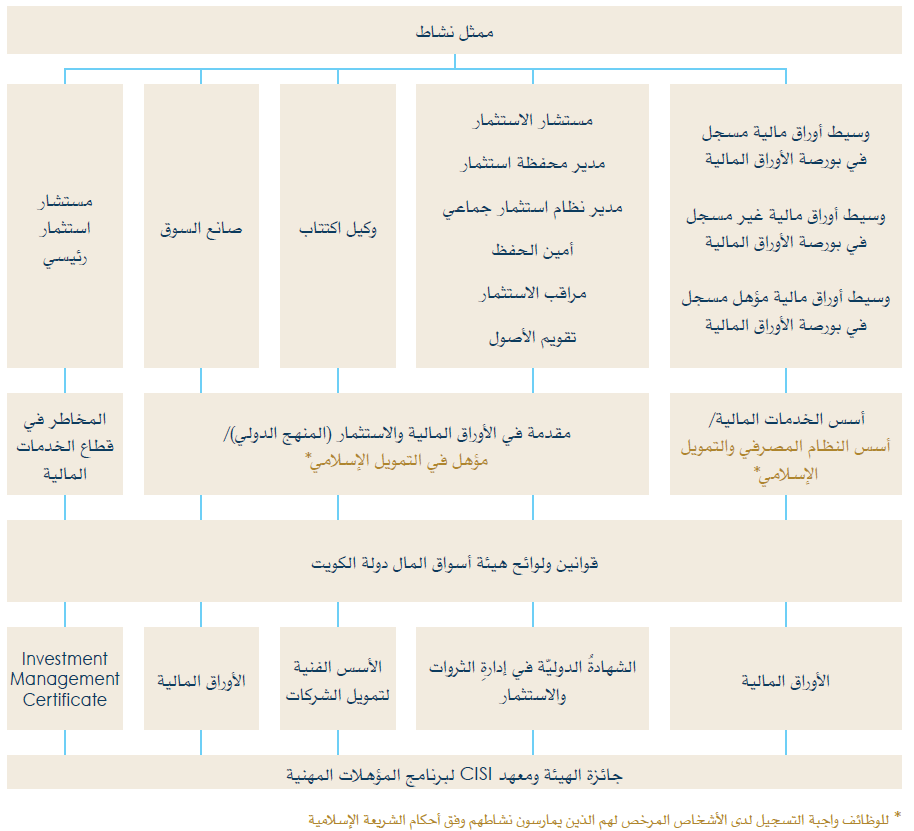 ممثل نشاط
وسيط أوراق مالية مسجل
في بورصة الأوراق المالية
وسيط أوراق مالية غير مسجل
في بورصة الأوراق المالية
وسيط أوراق مالية مؤهل مسجل
في بورصة الأوراق المالية
مستشار الاستثمار
مدير محفظة استثمار
مدير نظام استثمار جماعي
أمين الحفظ
مراقب الاستثمار
تقويم الأصول
وكيل اكتتاب
صانع السوق
مستشار
استثمار
رئيسي
أسس الخدمات المالية/
أسس النظام المصرفي والتمويل
الإسلامي*
مقدمة في الأوراق المالية والاستثمار (المنهج الدولي)/
مؤهل في التمويل الإسلامي*
المخاطر في
قطاع الخدمات
المالية
قوانين ولوائح هيئة أسواق المال دولة الكويت
الأوراق المالية
الشهادةُ الدوليّة في إدارةِ الثروات
والاستثمار
الأسس الفنية
لتمويل الشركات
الأوراق المالية
Investment
Management
Certificate
جائزة الهيئة ومعهد CISI لبرنامج المؤهلات المهنية
* للوظائف واجبة التسجيل لدى الأشخاص المرخص لهم الذين يمارسون نشاطهم وفق أحكام الشريعة الإسلامية